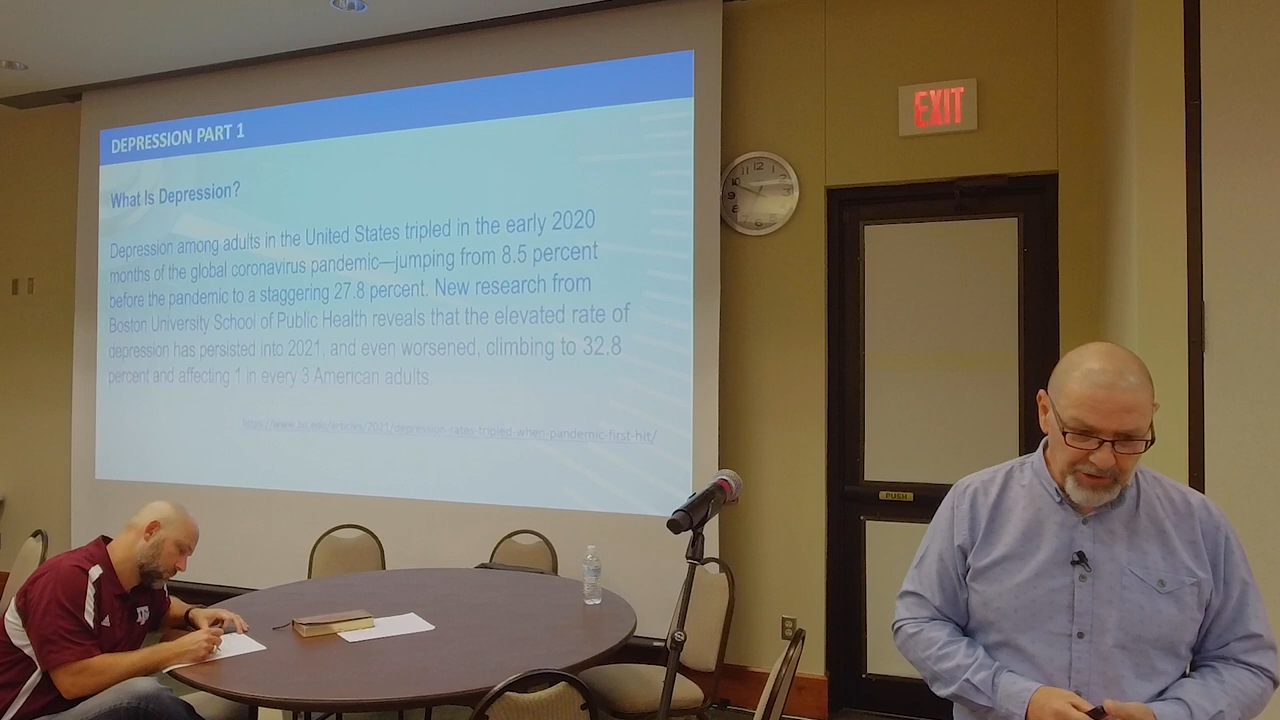 DEPRESSION PART 1
What Is Depression?
Depression among adults in the United States tripled in the early 2020
months of the global coronavirus pandemic—jumping from 8.5 percent
before the pandemic to a staggering 27.8 percent. New research from
Boston University School of Public Health reveals that the elevated rate of
depression has persisted into 2021, and even worsened, climbing to 32.8
percent and affecting 1 in every 3 American adults.
https://www.bu.edu/articles/2021/depression-rates-tripled-when-pandemic-first-hit/
EXIT
PUSH